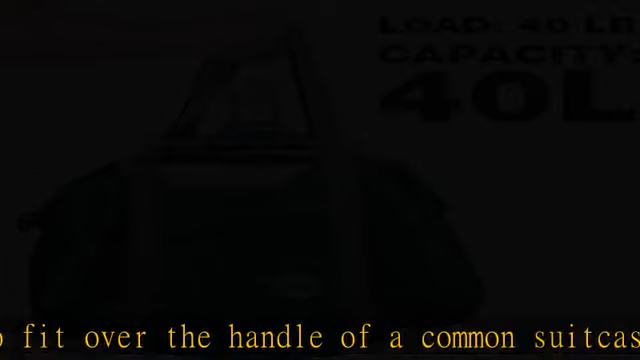 LOAD: 40 LB
CAPACITY:
40L
o fit over the handle of a common suitcas